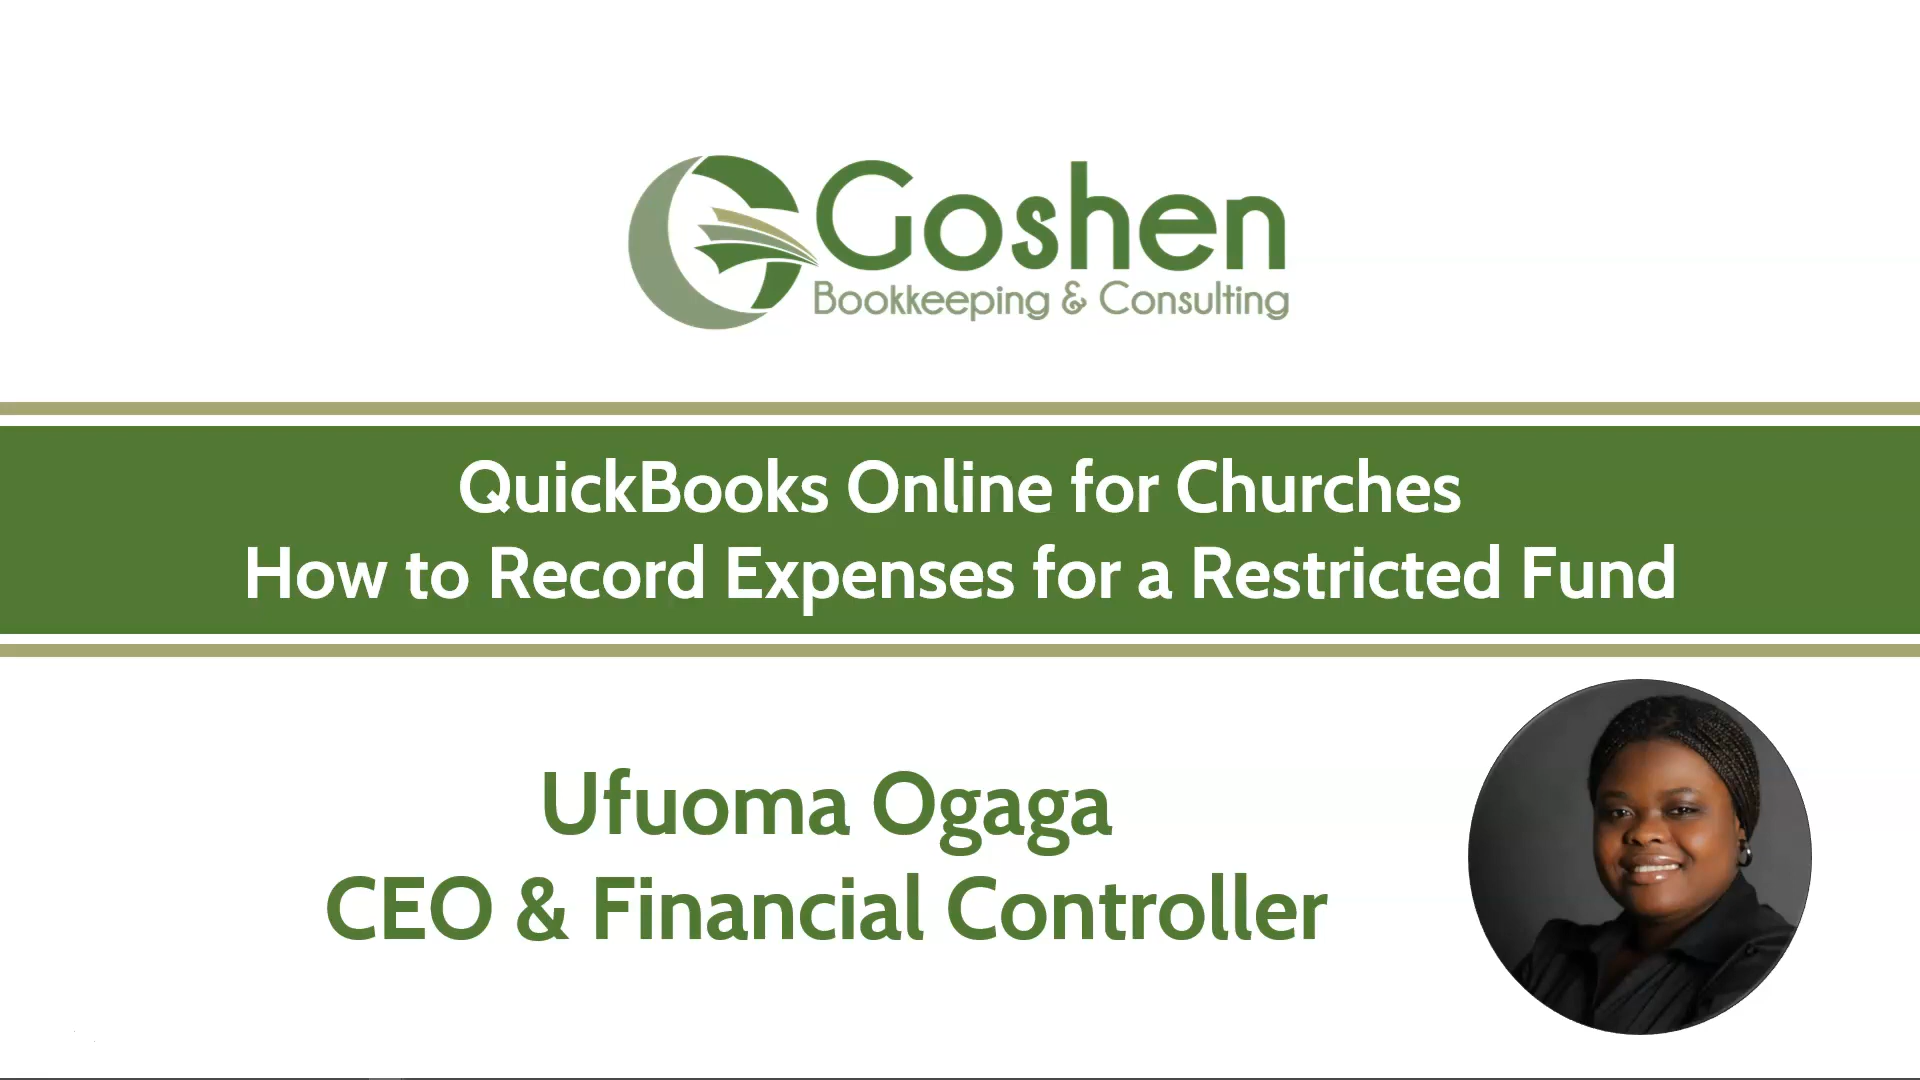 Goshen
Bookkeeping & Consulting
QuickBooks Online for Churches
How to Record Expenses for a Restricted Fund
Ufuoma Ogaga
CEO & Financial Controller